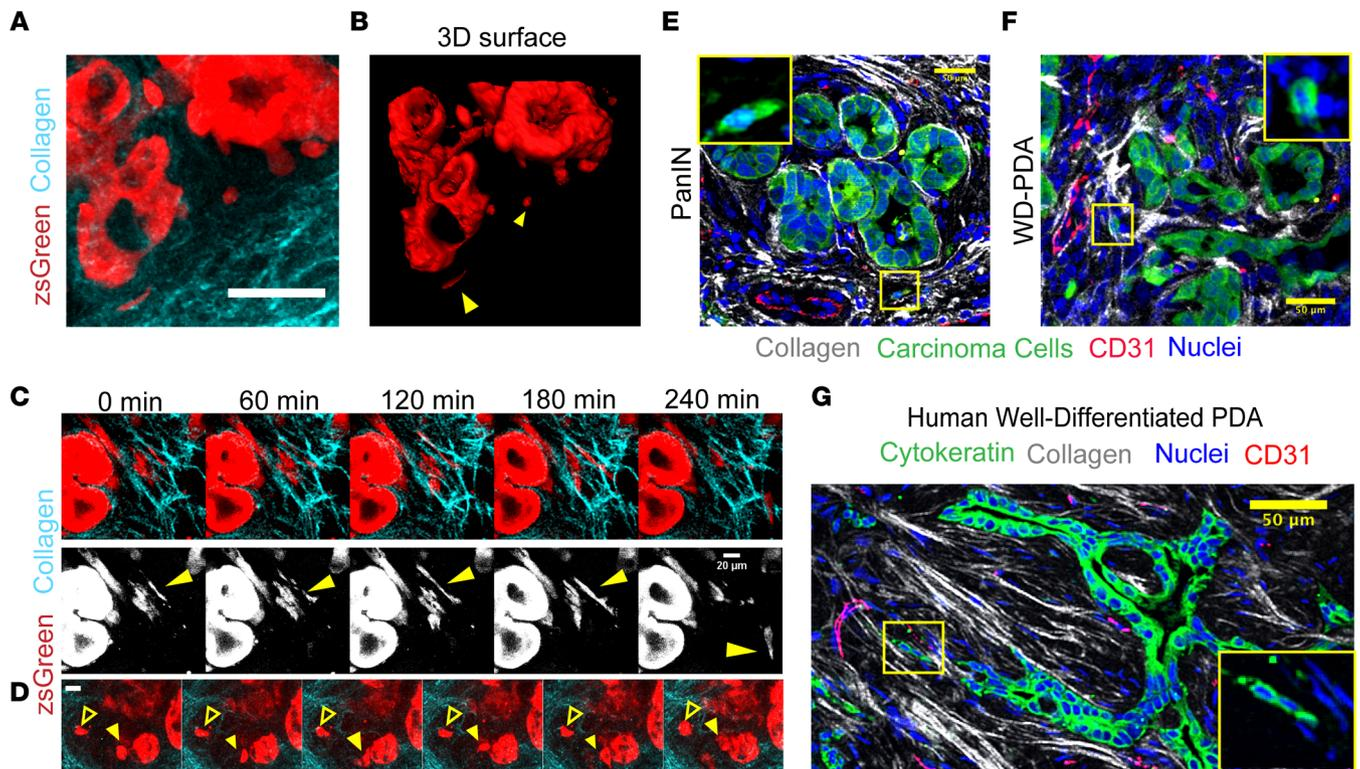 A
zsGreen Collagen
B
3D surface
E
PanIN
50 µm
F
WD-PDA
50 µm
Collagen Carcinoma Cells CD31 Nuclei
C
0 min 60 min 120 min 180 min 240 min
20 µm
zsGreen Collagen
D
G
Human Well-Differentiated PDA
Cytokeratin Collagen Nuclei CD31
50 µm